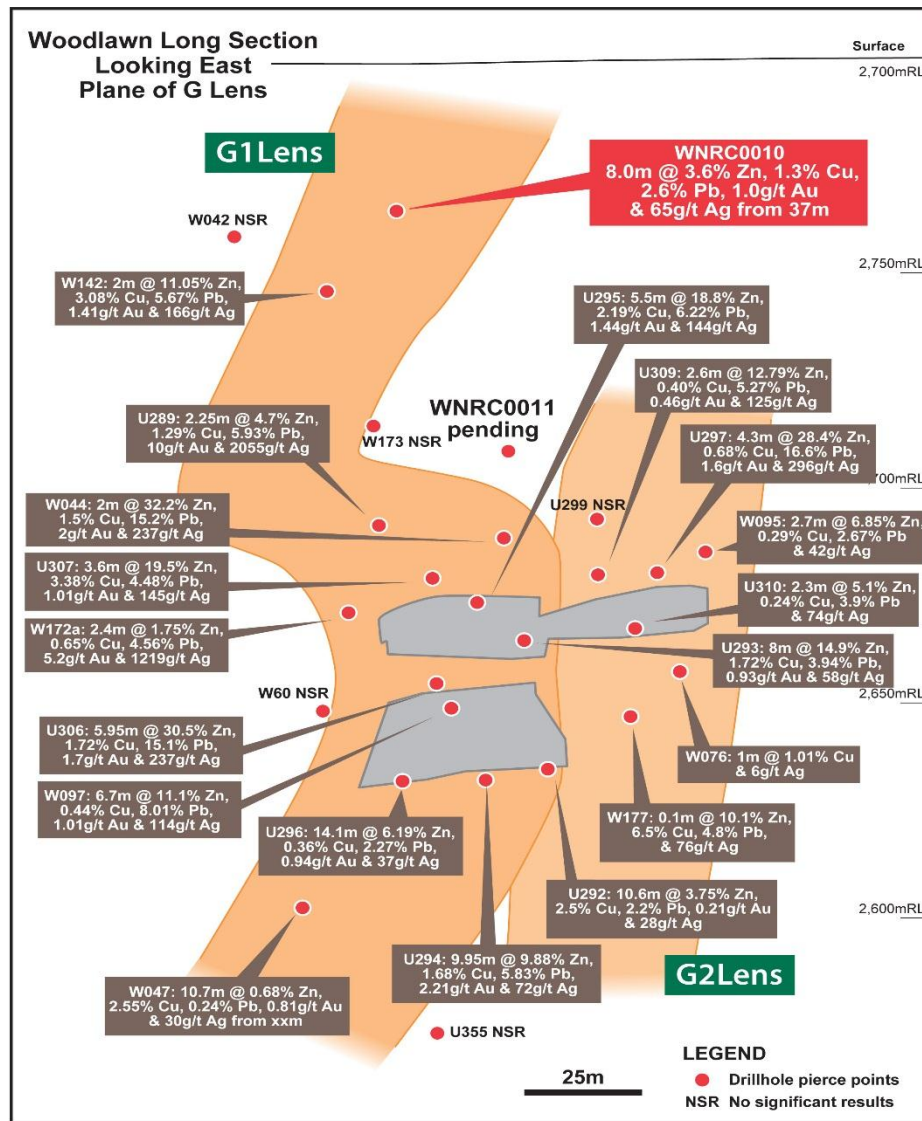 Woodlawn Long Section
Looking East
Plane of G Lens
Surface
2,700mRL
G1Lens
WNRC0010
8.0m @ 3.6% Zn, 1.3% Cu,
2.6% Pb, 1.0g/t Au
& 65g/t Ag from 37m
W042 NSR
2,750mRL
W142: 2m @ 11.05% Zn,
3.08% Cu, 5.67% Pb,
1.41g/t Au & 166g/t Ag
U295: 5.5m @ 18.8% Zn,
2.19% Cu, 6.22% Pb,
1.44g/t Au & 144g/t Ag
U309: 2.6m @ 12.79% Zn,
0.40% Cu, 5.27% Pb,
0.46g/t Au & 125g/t Ag
U289: 2.25m @ 4.7% Zn,
1.29% Cu, 5.93% Pb,
10g/t Au & 2055g/t Ag
W173 NSR
WNRC0011
pending
U297: 4.3m @ 28.4% Zn,
0.68% Cu, 16.6% Pb,
1.6g/t Au & 296g/t Ag
2,700mRL
W044: 2m @ 32.2% Zn,
1.5% Cu, 15.2% Pb,
2g/t Au & 237g/t Ag
U299 NSR
W095: 2.7m @ 6.85% Zn,
0.29% Cu, 2.67% Pb
& 42g/t Ag
U307: 3.6m @ 19.5% Zn,
3.38% Cu, 4.48% Pb,
1.01g/t Au & 145g/t Ag
U310: 2.3m @ 5.1% Zn,
0.24% Cu, 3.9% Pb
& 74g/t Ag
W172a: 2.4m @ 1.75% Zn,
0.65% Cu, 4.56% Pb,
5.2g/t Au & 1219g/t Ag
U293: 8m @ 14.9% Zn,
1.72% Cu, 3.94% Pb,
0.93g/t Au & 58g/t Ag
W60 NSR
2,650mRL
U306: 5.95m @ 30.5% Zn,
1.72% Cu, 15.1% Pb,
1.7g/t Au & 237g/t Ag
W076: 1m @ 1.01% Cu
& 6g/t Ag
W097: 6.7m @ 11.1% Zn,
0.44% Cu, 8.01% Pb,
1.01g/t Au & 114g/t Ag
U296: 14.1m @ 6.19% Zn,
0.36% Cu, 2.27% Pb,
0.94g/t Au & 37g/t Ag
W177: 0.1m @ 10.1% Zn,
6.5% Cu, 4.8% Pb,
& 76g/t Ag
U292: 10.6m @ 3.75% Zn,
2.5% Cu, 2.2% Pb, 0.21g/t Au
& 28g/t Ag
2,600mRL
U294: 9.95m @ 9.88% Zn,
1.68% Cu, 5.83% Pb,
2.21g/t Au & 72g/t Ag
G2Lens
W047: 10.7m @ 0.68% Zn,
2.55% Cu, 0.24% Pb, 0.81g/t Au
& 30g/t Ag from xxm
U355 NSR
25m
LEGEND
Drillhole pierce points
NSR No significant results